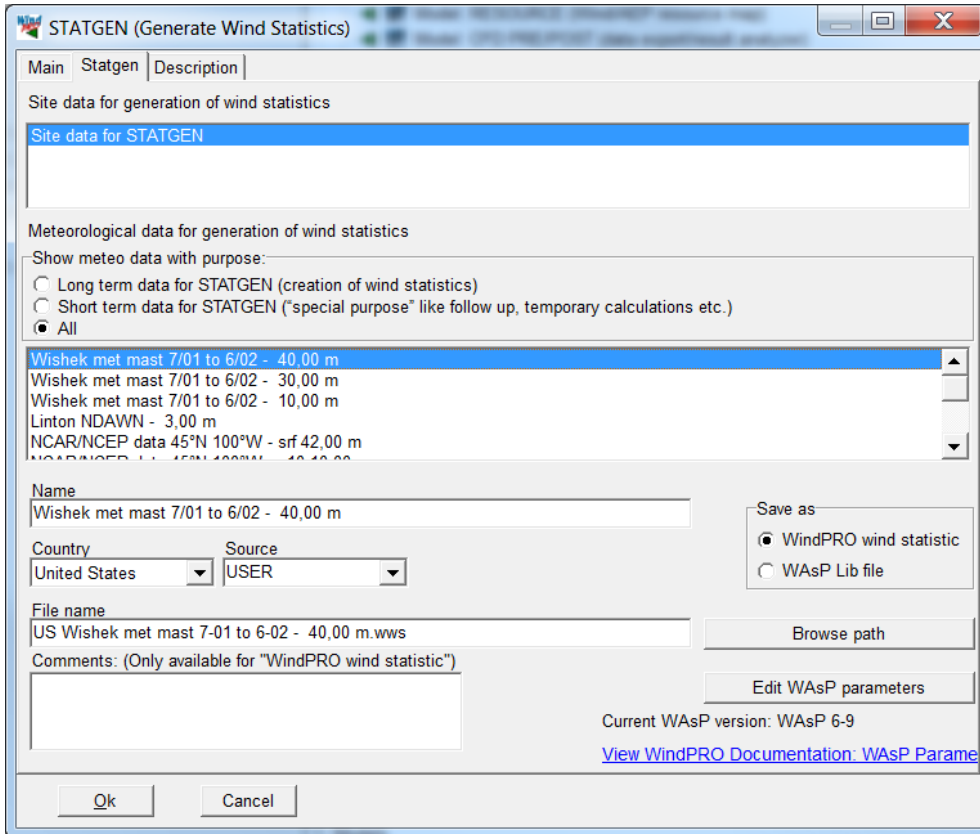 Wind
STATGEN (Generate Wind Statistics)
Main Statgen Description
Site data for generation of wind statistics
Site data for STATGEN
Meteorological data for generation of wind statistics
Show meteo data with purpose:
Long term data for STATGEN (creation of wind statistics)
Short term data for STATGEN (“special purpose” like follow up, temporary calculations etc.)
All
Wishek met mast 7/01 to 6/02 - 40,00 m
Wishek met mast 7/01 to 6/02 - 30,00 m
Wishek met mast 7/01 to 6/02 - 10,00 m
Linton NDAWN - 3,00 m
NCAR/NCEP data 45°N 100°W - srf 42,00 m
Name
Wishek met mast 7/01 to 6/02 - 40,00 m
Save as
WindPRO wind statistic
WAsP Lib file
Country Source
United States USER
File name
US Wishek met mast 7-01 to 6-02 - 40,00 m.wws
Browse path
Comments: (Only available for "WindPRO wind statistic")
Edit WAsP parameters
Current WAsP version: WAsP 6-9
View WindPRO Documentation: WAsP Parame
Ok Cancel